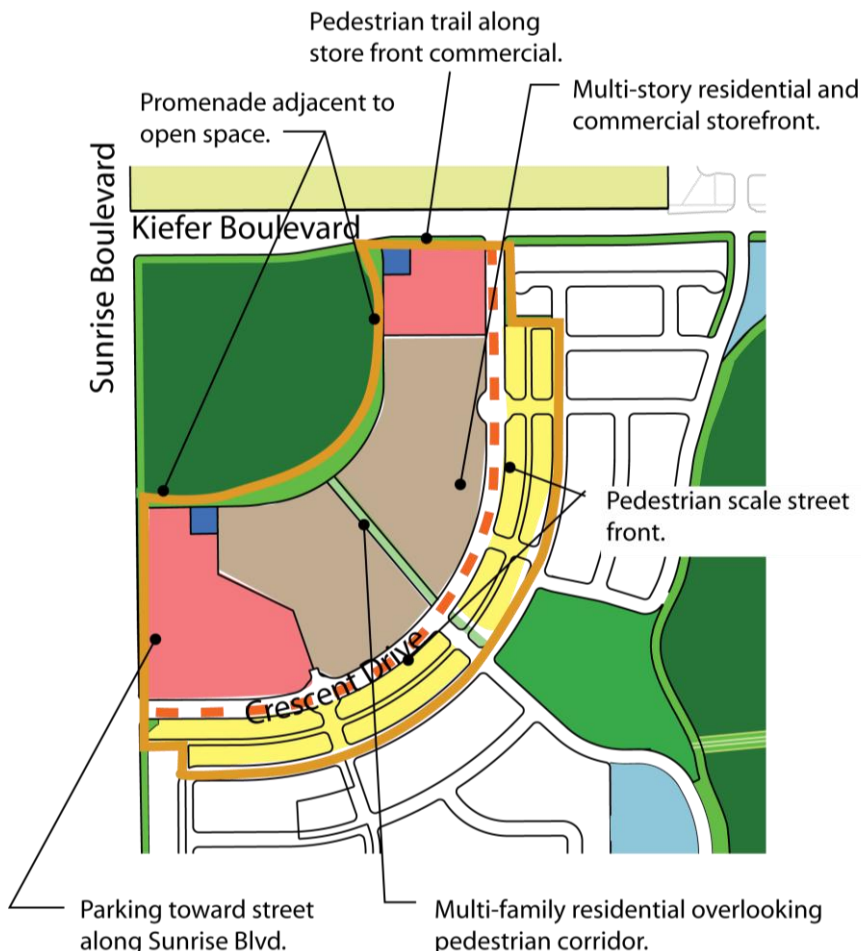 Pedestrian trail along
store front commercial.
Multi-story residential and
commercial storefront.
Promenade adjacent to
open space.
Sunrise Boulevard
Kiefer Boulevard
Pedestrian scale street
front.
Crescent Drive
Parking toward street
along Sunrise Blvd.
Multi-family residential overlooking
pedestrian corridor.